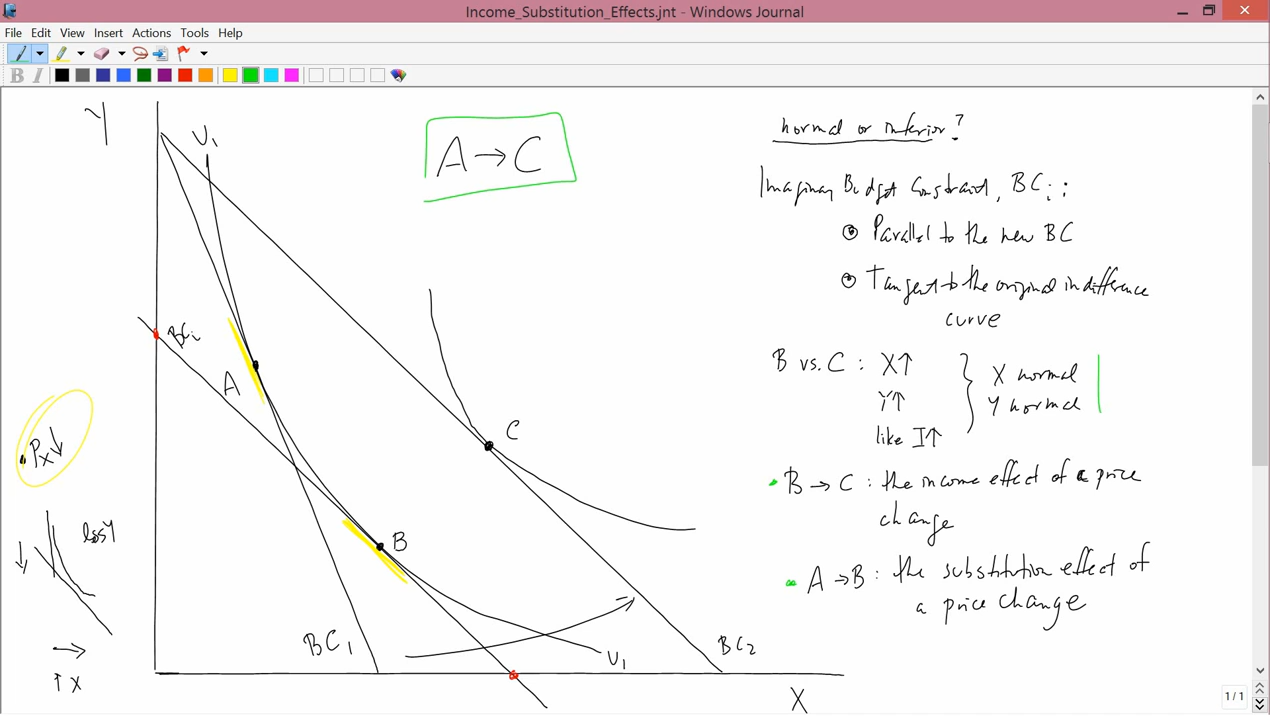 Income_Substitution_Effects.jnt - Windows Journal
File Edit View Insert Actions Tools Help
B I
Y
U₁
A → C
BCᵢ
A
C
Pₓ↓
B
less Y
↓
→
↑ X
BC₁
U₁
BC₂
X
normal or inferior?
Imaginary Budget Constraint, BCᵢ :
Parallel to the new BC
Tangent to the original indifference
curve
B vs. C : X↑
Y↑
like I↑
X normal
Y normal
B → C : the income effect of a price
change
A → B : the substitution effect of
a price change
1 / 1